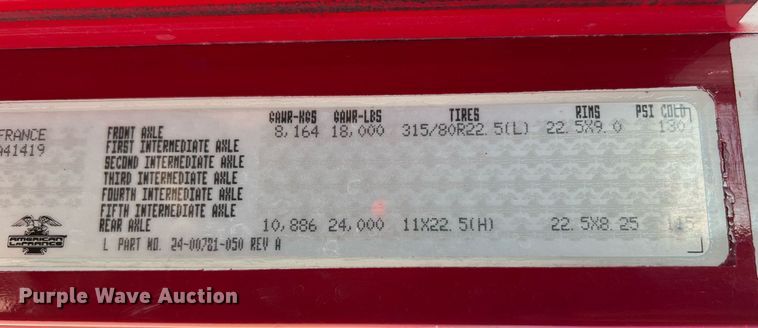 GAWR-KGS GAWR-LBS TIRES RIMS PSI COLD
FRANCE FRONT AXLE 8,164 18,000 315/80R22.5(L) 22.5X9.0 130
A41419 FIRST INTERMEDIATE AXLE
SECOND INTERMEDIATE AXLE
THIRD INTERMEDIATE AXLE
FOURTH INTERMEDIATE AXLE
FIFTH INTERMEDIATE AXLE
REAR AXLE 10,886 24,000 11X22.5(H) 22.5X8.25 115
L PART NO. 24-00781-050 REV A
AMERICAN
Purple Wave Auction